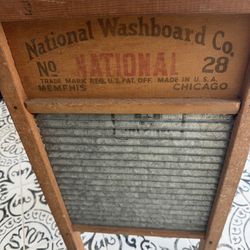 National Washboard Co.
No NATIONAL 28
TRADE MARK REG. U.S. PAT. OFF. MADE IN U.S.A.
MEMPHIS CHICAGO